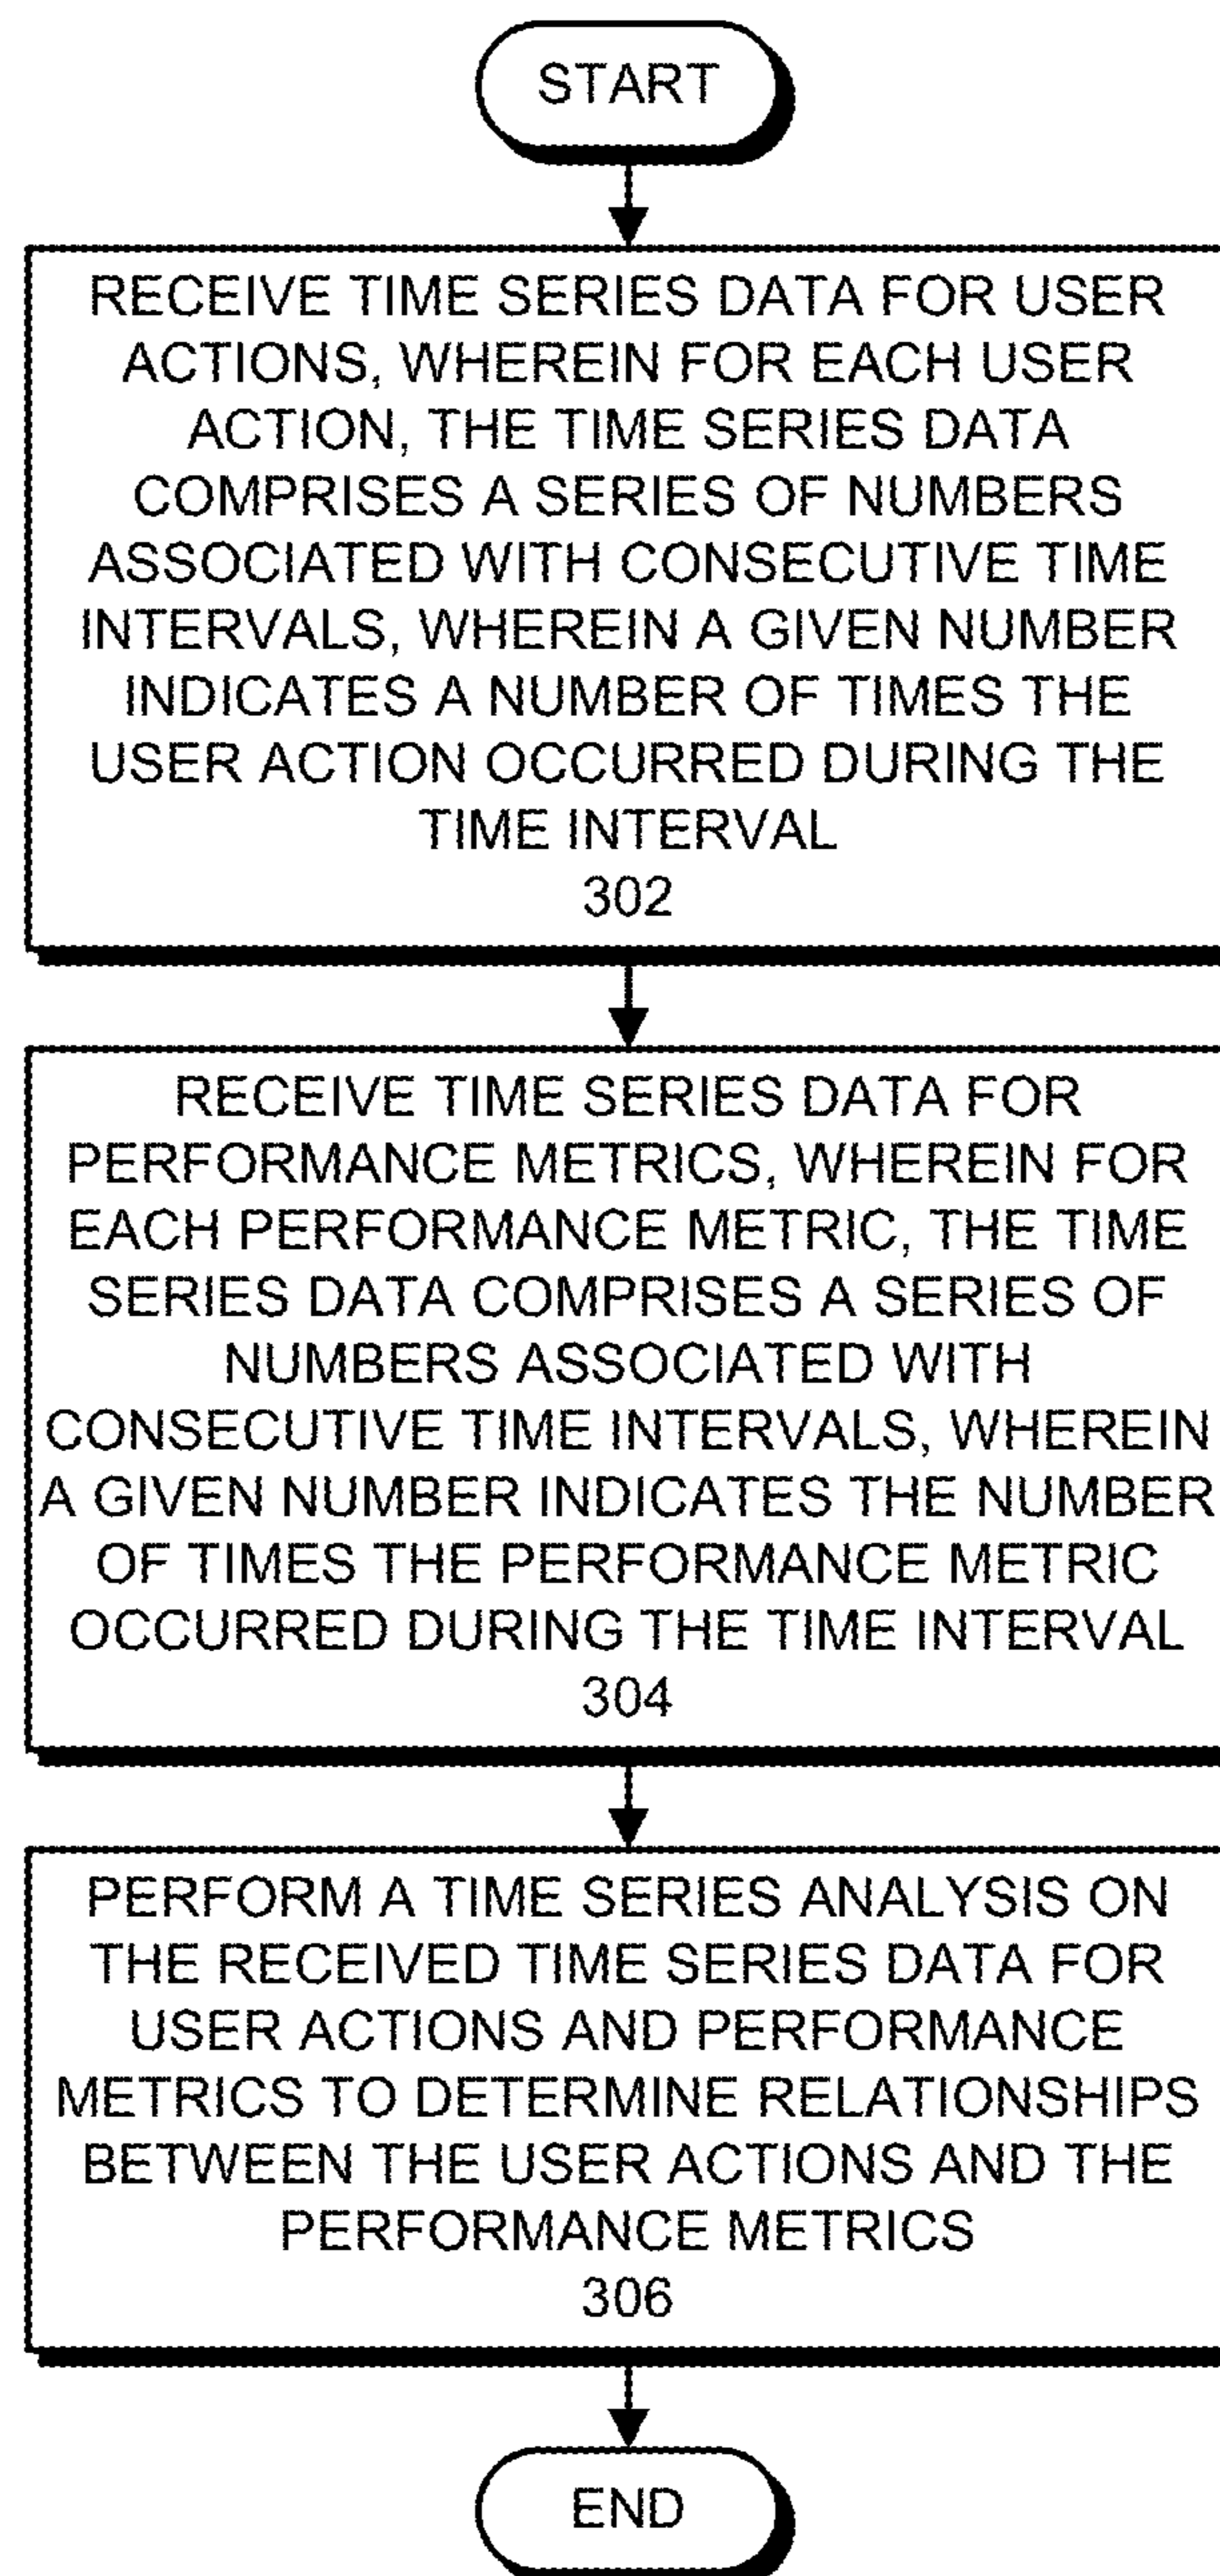 START
RECEIVE TIME SERIES DATA FOR USER
ACTIONS, WHEREIN FOR EACH USER
ACTION, THE TIME SERIES DATA
COMPRISES A SERIES OF NUMBERS
ASSOCIATED WITH CONSECUTIVE TIME
INTERVALS, WHEREIN A GIVEN NUMBER
INDICATES A NUMBER OF TIMES THE
USER ACTION OCCURRED DURING THE
TIME INTERVAL
302
RECEIVE TIME SERIES DATA FOR
PERFORMANCE METRICS, WHEREIN FOR
EACH PERFORMANCE METRIC, THE TIME
SERIES DATA COMPRISES A SERIES OF
NUMBERS ASSOCIATED WITH
CONSECUTIVE TIME INTERVALS, WHEREIN
A GIVEN NUMBER INDICATES THE NUMBER
OF TIMES THE PERFORMANCE METRIC
OCCURRED DURING THE TIME INTERVAL
304
PERFORM A TIME SERIES ANALYSIS ON
THE RECEIVED TIME SERIES DATA FOR
USER ACTIONS AND PERFORMANCE
METRICS TO DETERMINE RELATIONSHIPS
BETWEEN THE USER ACTIONS AND THE
PERFORMANCE METRICS
306
END